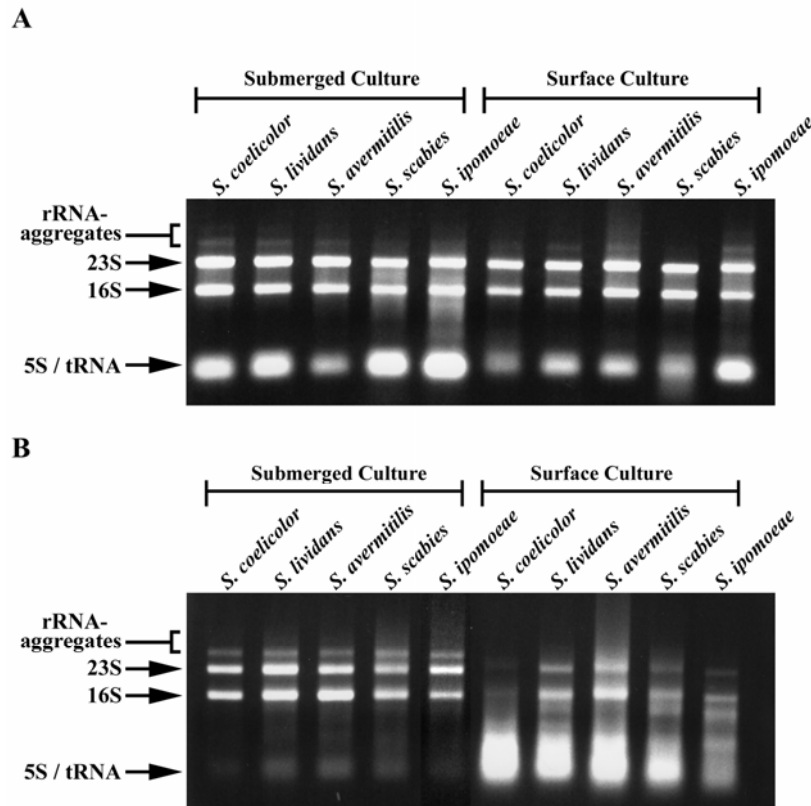 A
Submerged Culture
Surface Culture
S. coelicolor
S. lividans
S. avermitilis
S. scabies
S. ipomoeae
S. coelicolor
S. lividans
S. avermitilis
S. scabies
S. ipomoeae
rRNA-
aggregates
23S
16S
5S / tRNA
B
Submerged Culture
Surface Culture
S. coelicolor
S. lividans
S. avermitilis
S. scabies
S. ipomoeae
S. coelicolor
S. lividans
S. avermitilis
S. scabies
S. ipomoeae
rRNA-
aggregates
23S
16S
5S / tRNA